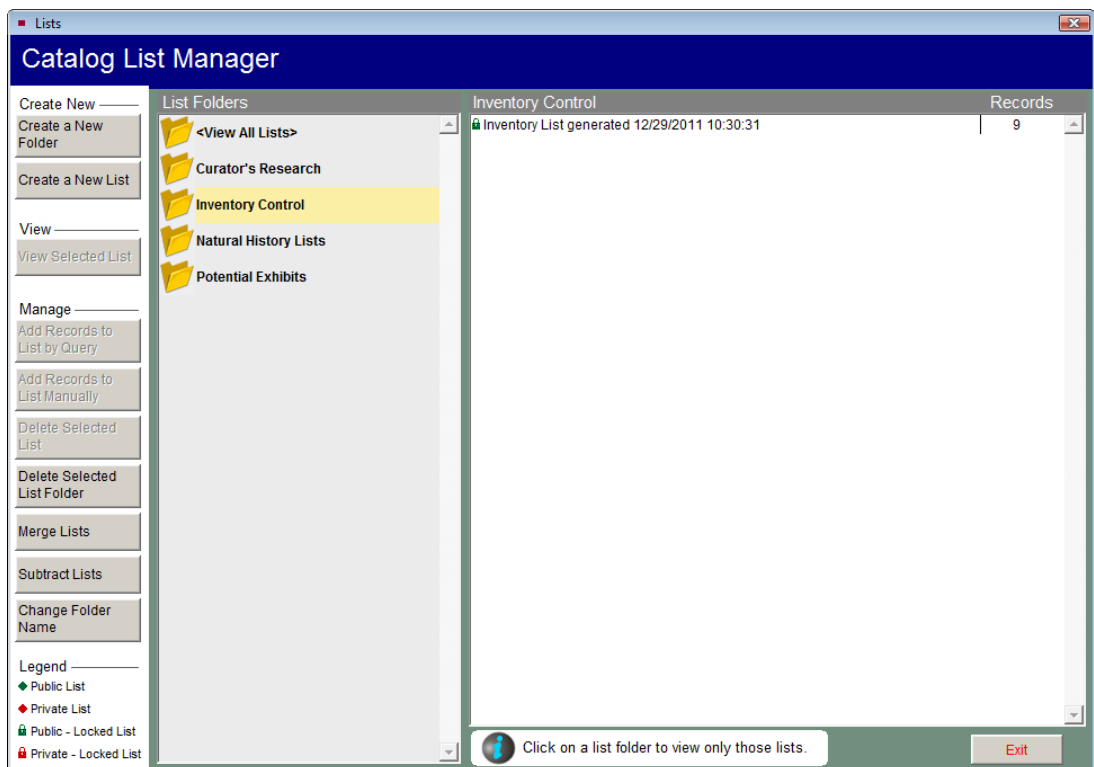 Lists
Catalog List Manager
Create New
Create a New
Folder
Create a New List
View
View Selected List
Manage
Add Records to
List by Query
Add Records to
List Manually
Delete Selected
List
Delete Selected
List Folder
Merge Lists
Subtract Lists
Change Folder
Name
Legend
Public List
Private List
Public - Locked List
Private - Locked List
List Folders
<View All Lists>
Curator's Research
Inventory Control
Natural History Lists
Potential Exhibits
Inventory Control Records
Inventory List generated 12/29/2011 10:30:31 9
Click on a list folder to view only those lists.
Exit